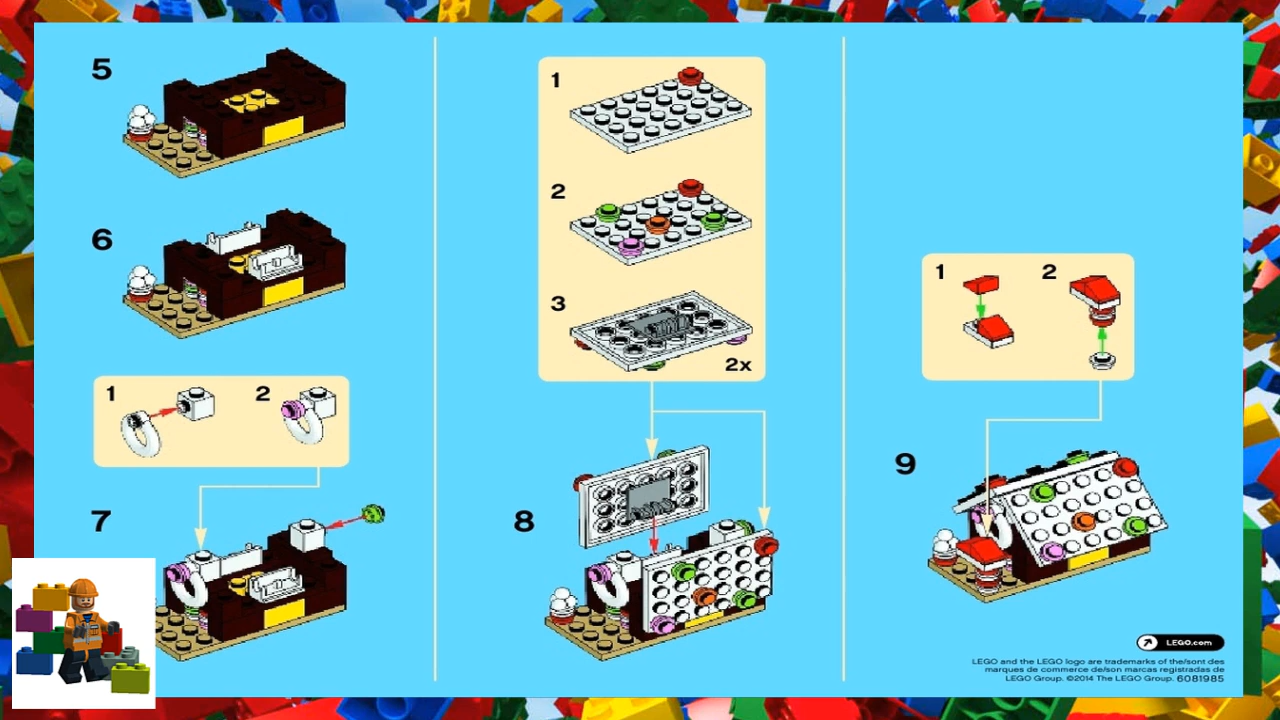 5
6
1
2
7
1
2
3
2x
8
1
2
9
LEGO.com
LEGO and the LEGO logo are trademarks of the/sont des
marques de commerce de/son marcas registradas de
LEGO Group. ©2014 The LEGO Group. 6081985